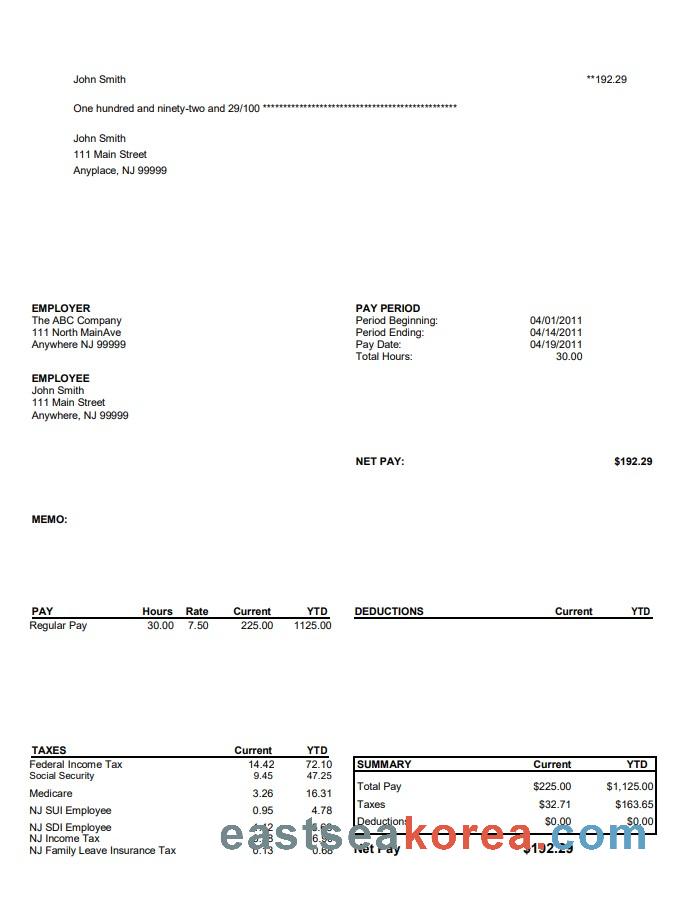 John Smith **192.29
One hundred and ninety-two and 29/100 ************************************************
John Smith
111 Main Street
Anyplace, NJ 99999
EMPLOYER
The ABC Company
111 North MainAve
Anywhere NJ 99999
PAY PERIOD
Period Beginning: 04/01/2011
Period Ending: 04/14/2011
Pay Date: 04/19/2011
Total Hours: 30.00
EMPLOYEE
John Smith
111 Main Street
Anywhere, NJ 99999
NET PAY: $192.29
MEMO:
PAY Hours Rate Current YTD
Regular Pay 30.00 7.50 225.00 1125.00
DEDUCTIONS Current YTD
TAXES Current YTD
Federal Income Tax 14.42 72.10
Social Security 9.45 47.25
Medicare 3.26 16.31
NJ SUI Employee 0.95 4.78
NJ SDI Employee
NJ Income Tax
NJ Family Leave Insurance Tax 0.13 0.68
SUMMARY Current YTD
Total Pay $225.00 $1,125.00
Taxes $32.71 $163.65
Deductions $0.00 $0.00
Net Pay $192.29
eastseakorea.com